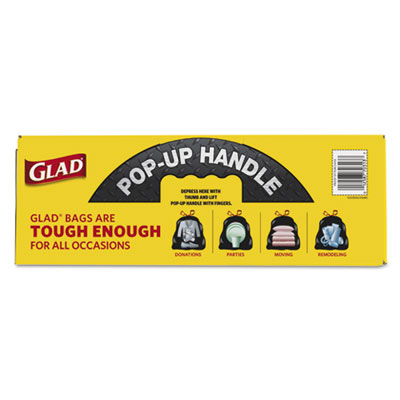 GLAD
POP-UP HANDLE
DEPRESS HERE WITH
THUMB AND LIFT
POP-UP HANDLE WITH FINGERS.
GLAD® BAGS ARE
TOUGH ENOUGH
FOR ALL OCCASIONS
DONATIONS
PARTIES
MOVING
REMODELING